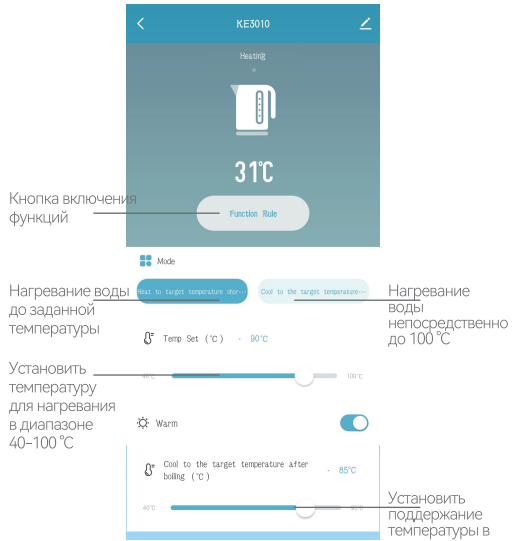 KE3010
Heating
31℃
Кнопка включения
функций
Function Rule
Mode
Heat to target temperature shor···
Cool to the target temperature···
Нагревание воды
до заданной
температуры
Нагревание
воды
непосредственно
до 100 °C
Temp Set (℃) · 90℃
40℃
100℃
Установить
температуру
для нагревания
в диапазоне
40–100 °C
Warm
Cool to the target temperature after
boiling (℃)
· 85℃
40℃
90℃
Установить
поддержание
температуры в